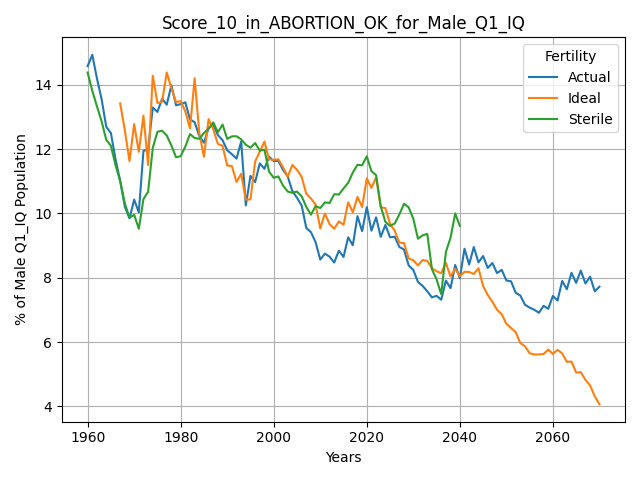 Score_10_in_ABORTION_OK_for_Male_Q1_IQ
% of Male Q1_IQ Population
14
12
10
8
6
4
Fertility
Actual
Ideal
Sterile
1960
1980
2000
2020
2040
2060
Years